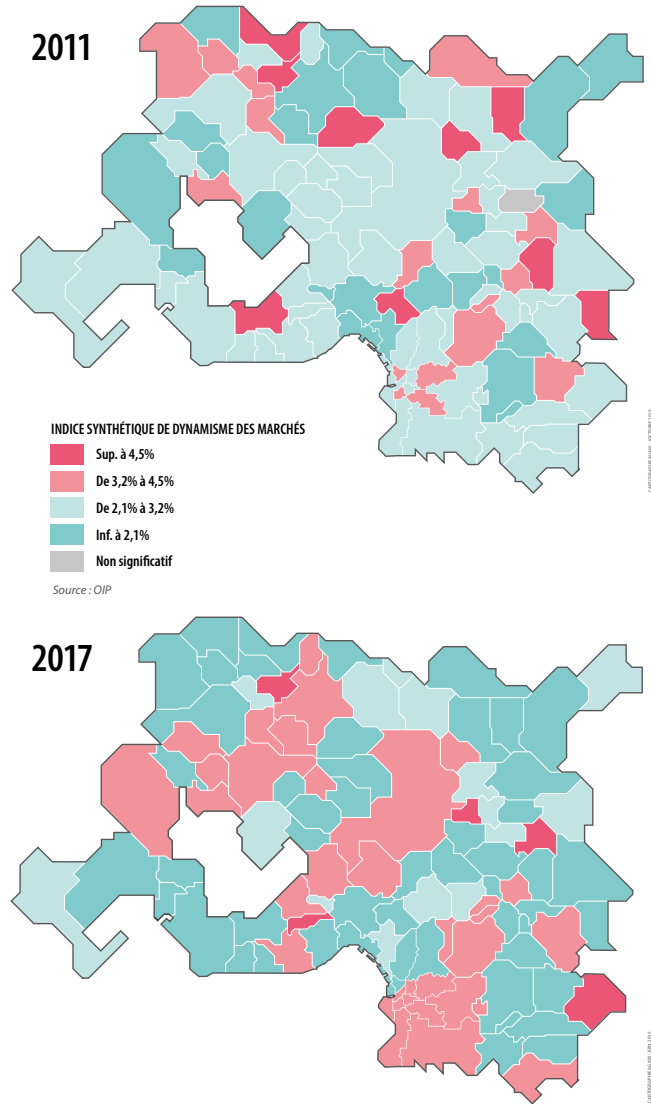 2011
INDICE SYNTHÉTIQUE DE DYNAMISME DES MARCHÉS
Sup. à 4,5%
De 3,2% à 4,5%
De 2,1% à 3,2%
Inf. à 2,1%
Non significatif
Source : OIP
2017